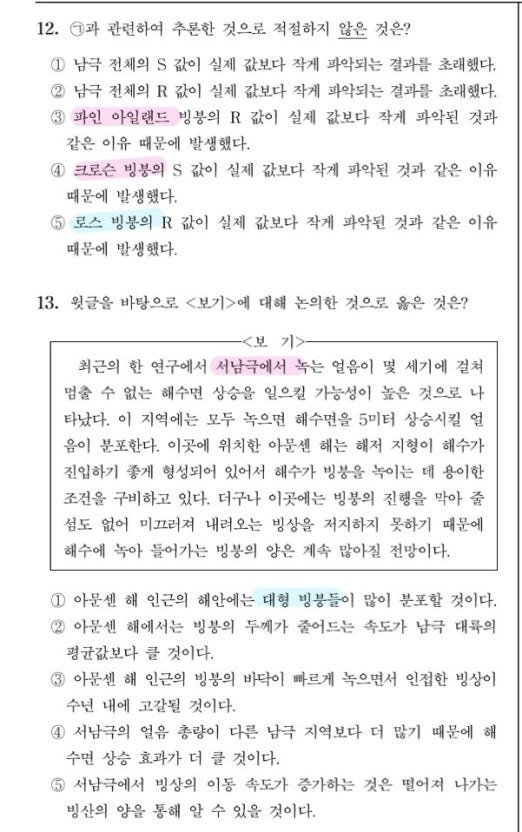 12. ㉠과 관련하여 추론한 것으로 적절하지 않은 것은?
① 남극 전체의 S 값이 실제 값보다 작게 파악되는 결과를 초래했다.
② 남극 전체의 R 값이 실제 값보다 작게 파악되는 결과를 초래했다.
③ 파인 아일랜드 빙붕의 R 값이 실제 값보다 작게 파악된 것과
같은 이유 때문에 발생했다.
④ 크로슨 빙붕의 S 값이 실제 값보다 작게 파악된 것과 같은 이유
때문에 발생했다.
⑤ 로스 빙붕의 R 값이 실제 값보다 작게 파악된 것과 같은 이유
때문에 발생했다.
13. 윗글을 바탕으로 <보기>에 대해 논의한 것으로 옳은 것은?
<보 기>
최근의 한 연구에서 서남극에서 녹는 얼음이 몇 세기에 걸쳐
멈출 수 없는 해수면 상승을 일으킬 가능성이 높은 것으로 나
타났다. 이 지역에는 모두 녹으면 해수면을 5미터 상승시킬 얼
음이 분포한다. 이곳에 위치한 아문센 해는 해저 지형이 해수가
진입하기 좋게 형성되어 있어서 해수가 빙붕을 녹이는 데 용이한
조건을 구비하고 있다. 더구나 이곳에는 빙붕의 진행을 막아 줄
섬도 없어 미끄러져 내려오는 빙상을 저지하지 못하기 때문에
해수에 녹아 들어가는 빙붕의 양은 계속 많아질 전망이다.
① 아문센 해 인근의 해안에는 대형 빙붕들이 많이 분포할 것이다.
② 아문센 해에서는 빙붕의 두께가 줄어드는 속도가 남극 대륙의
평균값보다 클 것이다.
③ 아문센 해 인근의 빙붕의 바닥이 빠르게 녹으면서 인접한 빙상이
수년 내에 고갈될 것이다.
④ 서남극의 얼음 총량이 다른 남극 지역보다 더 많기 때문에 해
수면 상승 효과가 더 클 것이다.
⑤ 서남극에서 빙상의 이동 속도가 증가하는 것은 떨어져 나가는
빙산의 양을 통해 알 수 있을 것이다.